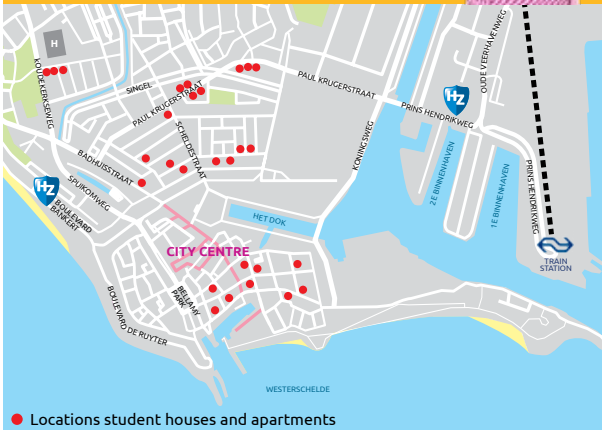 H
KOUDEKERKSEWEG
SINGEL
PAUL KRUGERSTRAAT
PAUL KRUGERSTRAAT
OUDE VEERHAVENWEG
HZ
PRINS HENDRIKWEG
SCHELDESTRAAT
KONINGSWEG
BADHUISSTRAAT
2E BINNENHAVEN
1E BINNENHAVEN
PRINS HENDRIKWEG
HZ
SPUIKOMWEG
BOULEVARD
BANKERT
HET DOK
CITY CENTRE
TRAIN
STATION
BELLAMY
PARK
BOULEVARD DE RUYTER
WESTERSCHELDE
Locations student houses and apartments